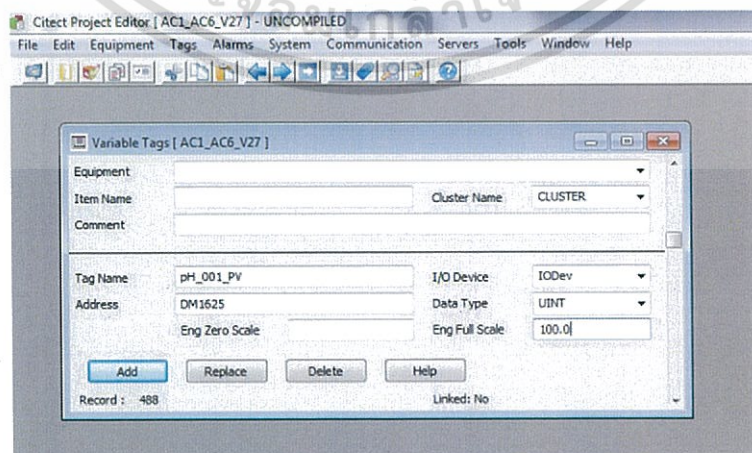 Citect Project Editor [ AC1_AC6_V27 ] - UNCOMPILED
File Edit Equipment Tags Alarms System Communication Servers Tools Window Help
Variable Tags [ AC1_AC6_V27 ]
Equipment
Item Name Cluster Name CLUSTER
Comment
Tag Name pH_001_PV I/O Device IODev
Address DM1625 Data Type UINT
Eng Zero Scale Eng Full Scale 100.0
Add Replace Delete Help
Record : 488 Linked: No